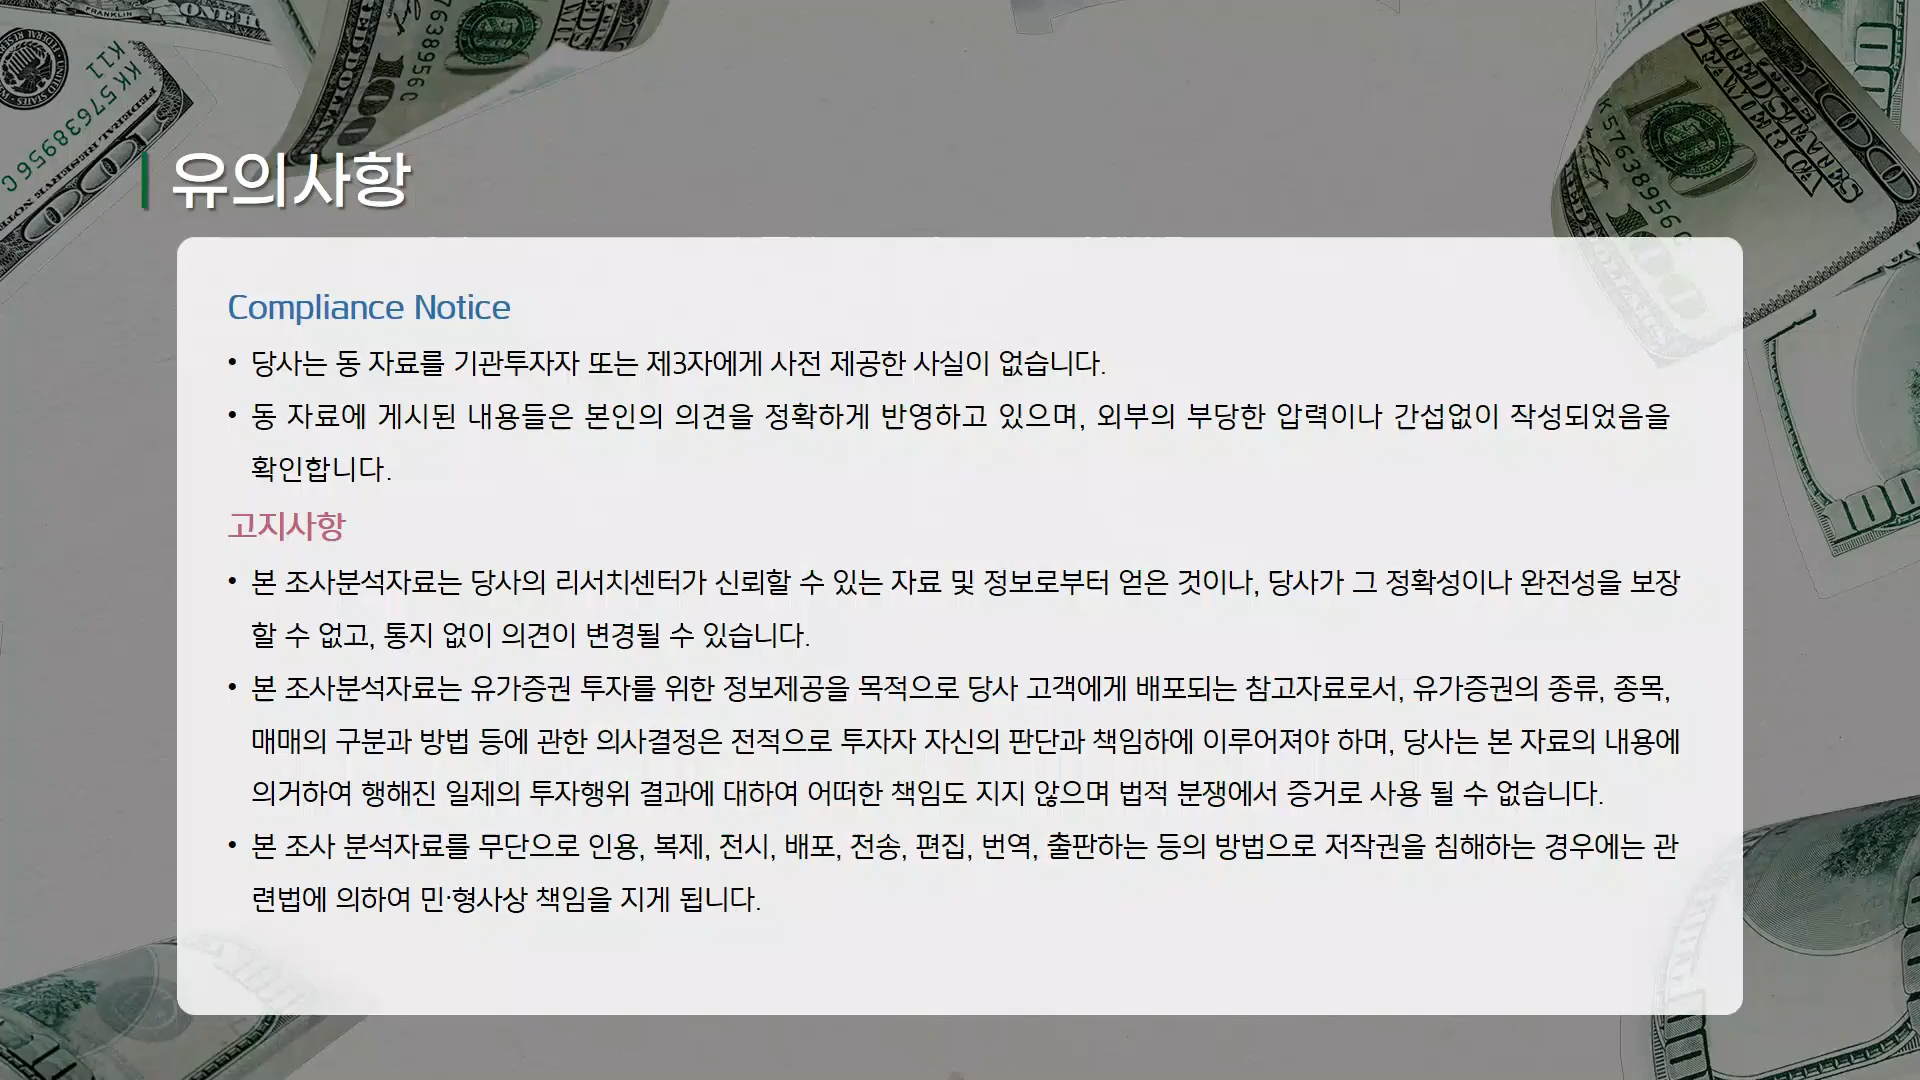 유의사항
Compliance Notice
• 당사는 동 자료를 기관투자자 또는 제3자에게 사전 제공한 사실이 없습니다.
• 동 자료에 게시된 내용들은 본인의 의견을 정확하게 반영하고 있으며, 외부의 부당한 압력이나 간섭없이 작성되었음을
확인합니다.
고지사항
• 본 조사분석자료는 당사의 리서치센터가 신뢰할 수 있는 자료 및 정보로부터 얻은 것이나, 당사가 그 정확성이나 완전성을 보장
할 수 없고, 통지 없이 의견이 변경될 수 있습니다.
• 본 조사분석자료는 유가증권 투자를 위한 정보제공을 목적으로 당사 고객에게 배포되는 참고자료로서, 유가증권의 종류, 종목,
매매의 구분과 방법 등에 관한 의사결정은 전적으로 투자자 자신의 판단과 책임하에 이루어져야 하며, 당사는 본 자료의 내용에
의거하여 행해진 일제의 투자행위 결과에 대하여 어떠한 책임도 지지 않으며 법적 분쟁에서 증거로 사용 될 수 없습니다.
• 본 조사 분석자료를 무단으로 인용, 복제, 전시, 배포, 전송, 편집, 번역, 출판하는 등의 방법으로 저작권을 침해하는 경우에는 관
련법에 의하여 민·형사상 책임을 지게 됩니다.
FRANKLIN
K11
KK57638956C
100
K57638956
100